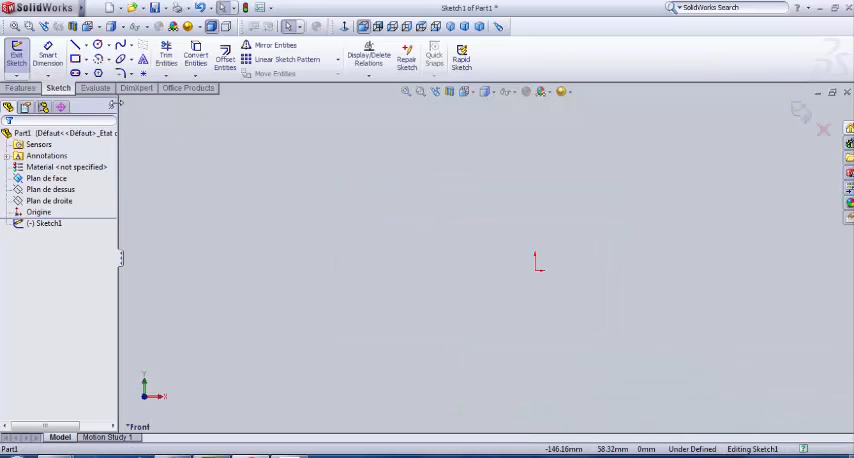 SolidWorks
Sketch1 of Part1 *
SolidWorks Search
Exit Sketch
Smart Dimension
Trim Entities
Convert Entities
Offset Entities
Mirror Entities
Linear Sketch Pattern
Move Entities
Display/Delete Relations
Repair Sketch
Quick Snaps
Rapid Sketch
Features
Sketch
Evaluate
DimXpert
Office Products
Part1 (Défaut<<Défaut>_Etat
Sensors
Annotations
Material <not specified>
Plan de face
Plan de dessus
Plan de droite
Origine
(-) Sketch1
Y
X
*Front
Model
Motion Study 1
Part1
-146.16mm
58.32mm
0mm
Under Defined
Editing Sketch1